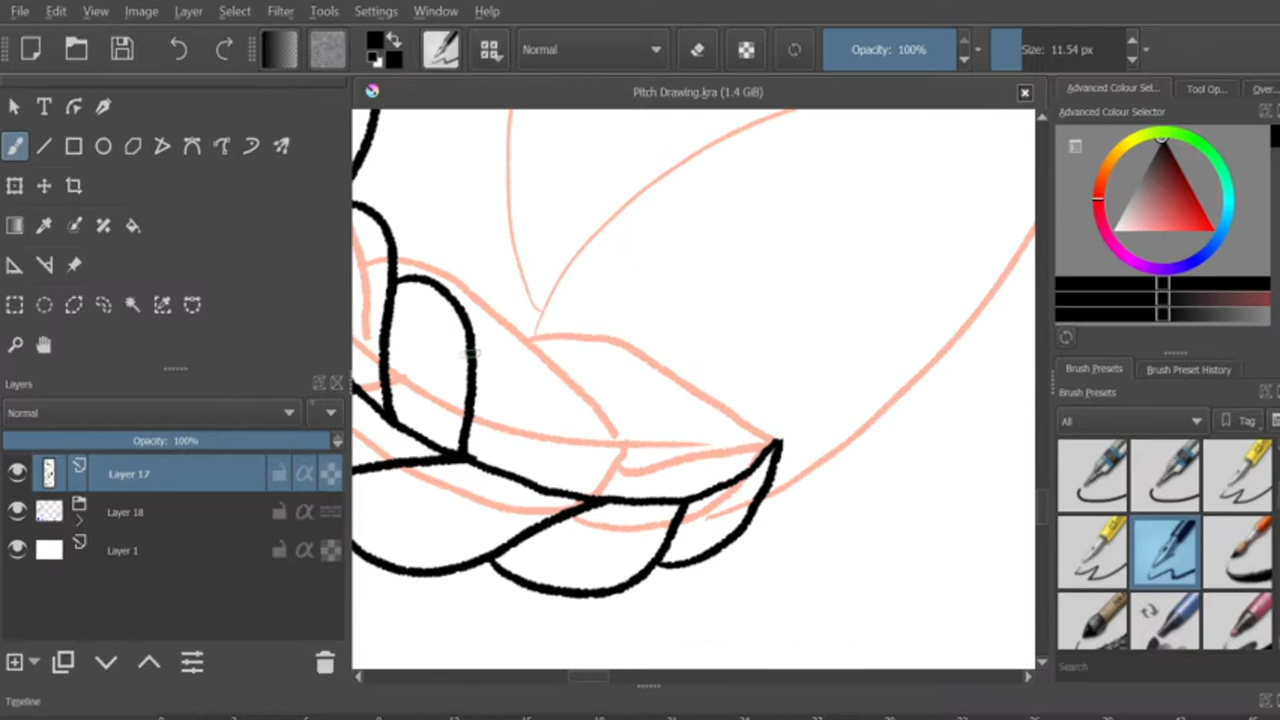 File Edit View Image Layer Select Filter Tools Settings Window Help
Normal Opacity: 100% Size: 11.54 px
Pitch Drawing.kra (1.4 GiB)
Advanced Colour Sel... Tool Op... Over...
Advanced Colour Selector
Layers
Normal
Opacity: 100%
Layer 17
Layer 18
Layer 1
Brush Presets Brush Preset History
Brush Presets
All Tag
Search
Timeline